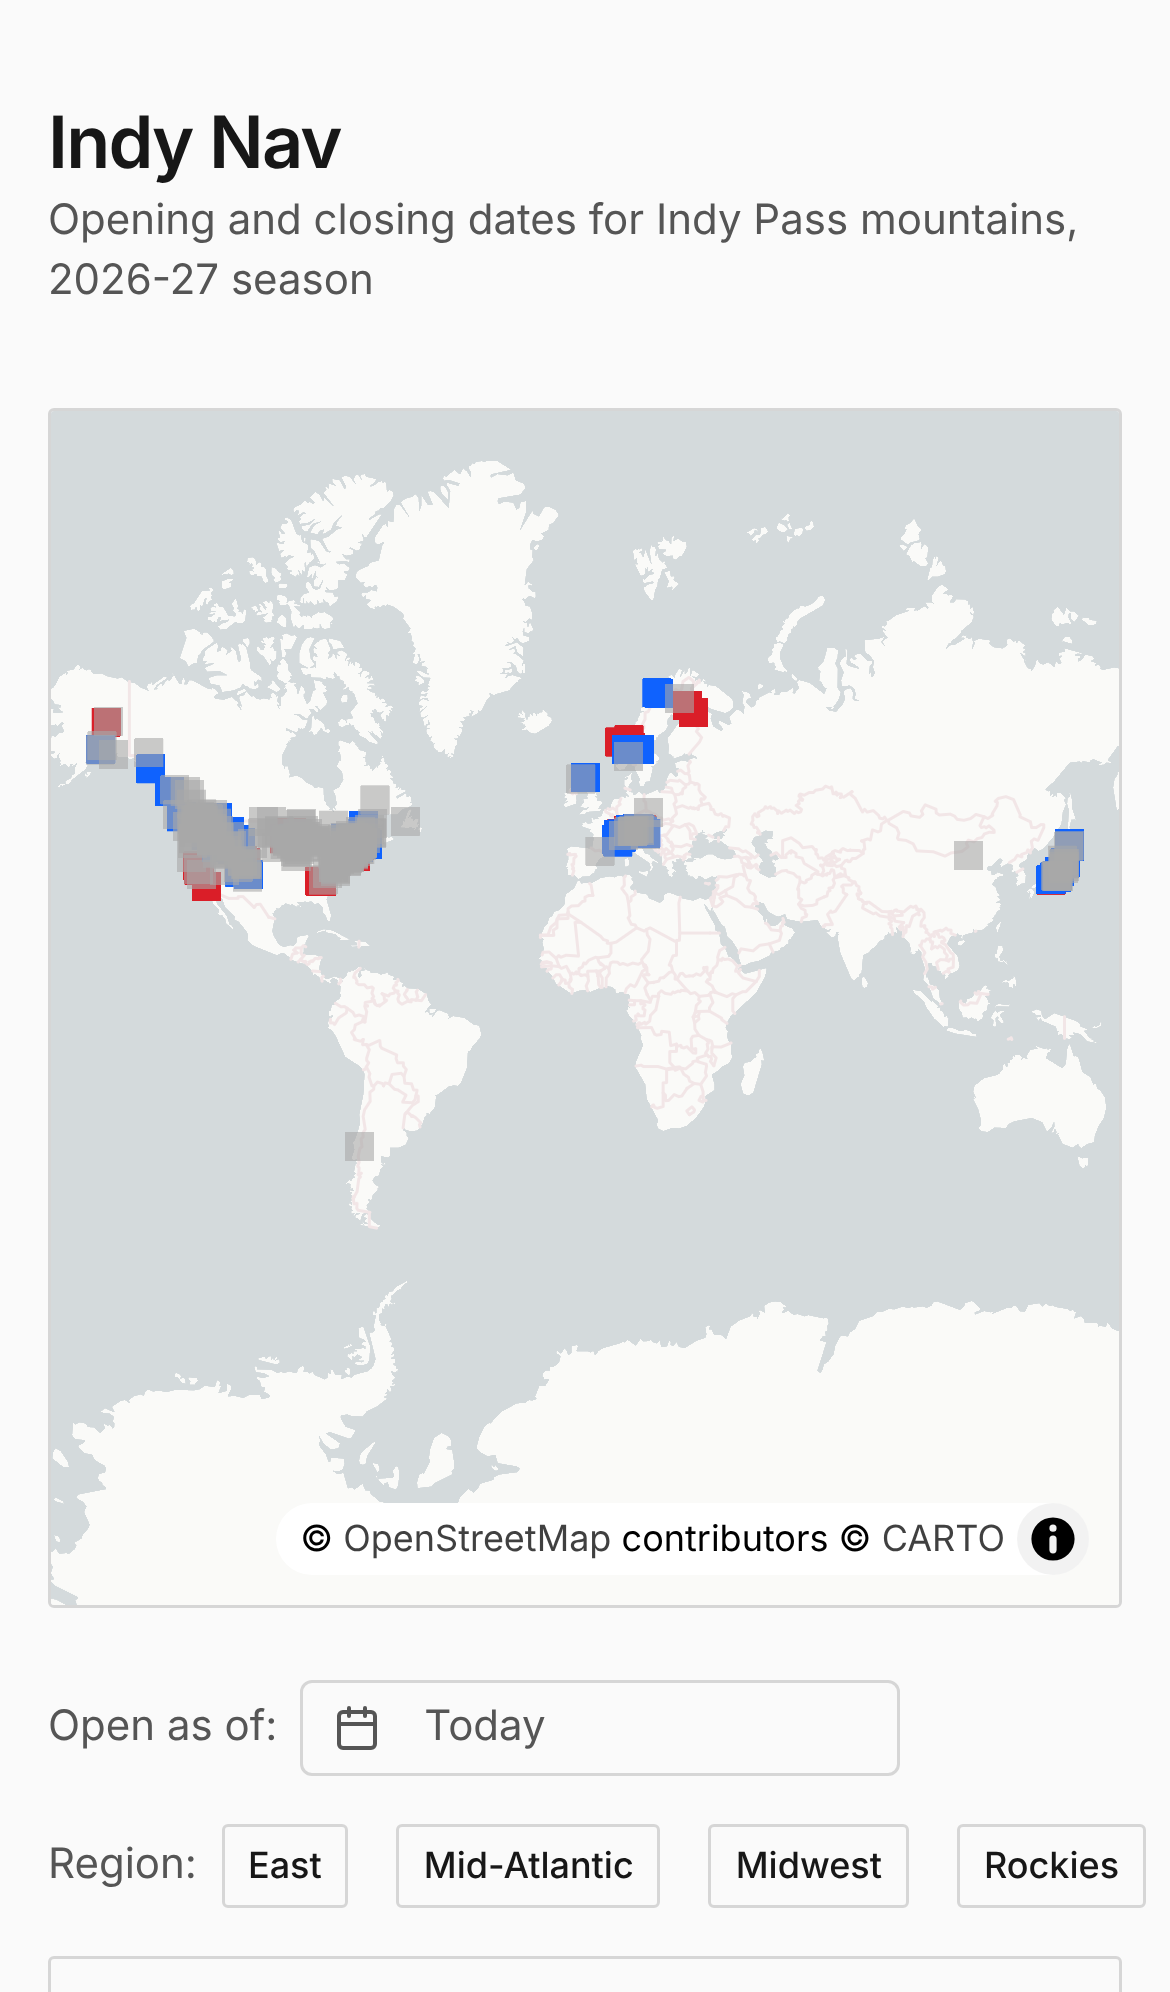 Indy Nav
Opening and closing dates for Indy Pass mountains,
2026-27 season
© OpenStreetMap contributors © CARTO
Open as of: Today
Region: East Mid-Atlantic Midwest Rockies